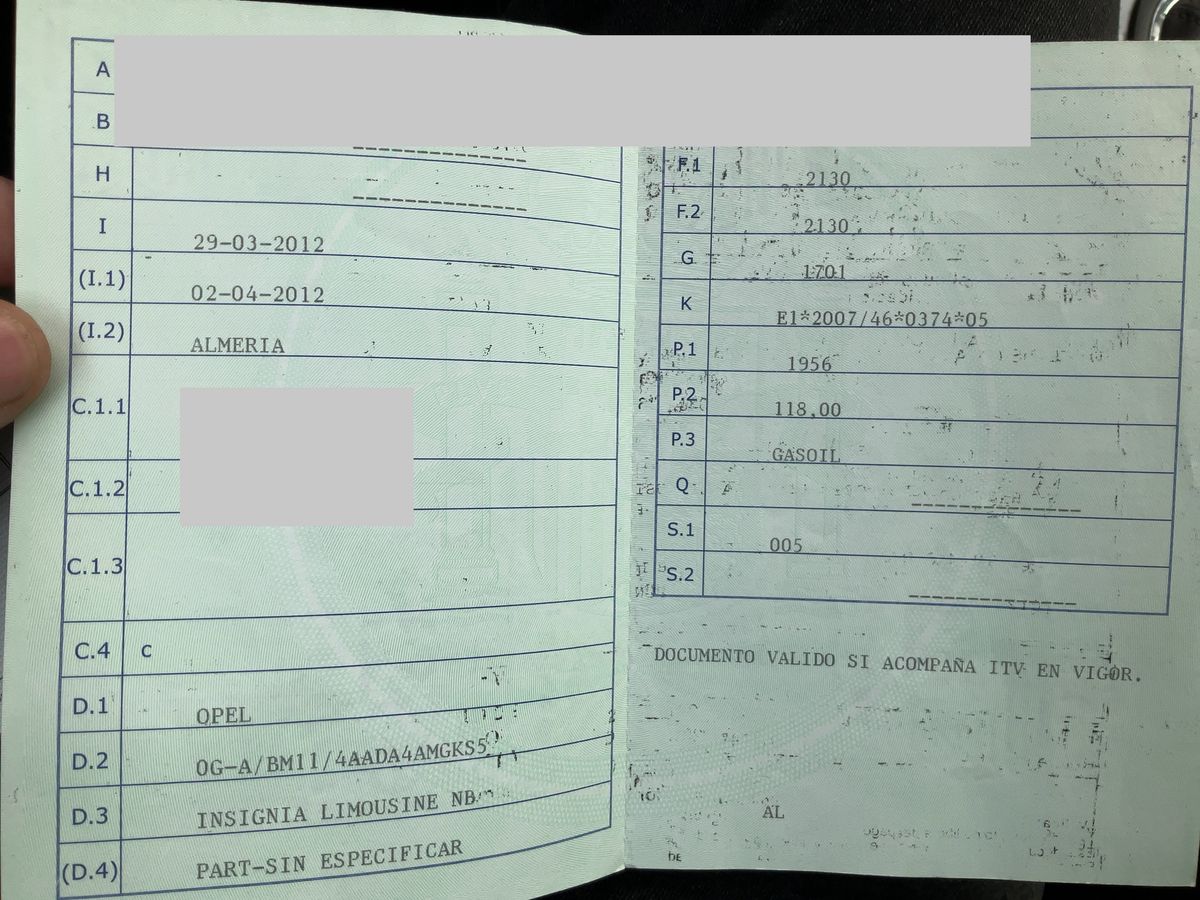 A
B
H
I 29-03-2012
(I.1) 02-04-2012
(I.2) ALMERIA
C.1.1
C.1.2
C.1.3
C.4 c
D.1 OPEL
D.2 0G-A/BM11/4AADA4AMGKS5
D.3 INSIGNIA LIMOUSINE NB
(D.4) PART-SIN ESPECIFICAR
F.1 2130
F.2 2130
G 1701
K E1*2007/46*0374*05
P.1 1956
P.2 118,00
P.3 GASOIL
Q
S.1 005
S.2
DOCUMENTO VALIDO SI ACOMPAÑA ITV EN VIGOR.
AL
DE